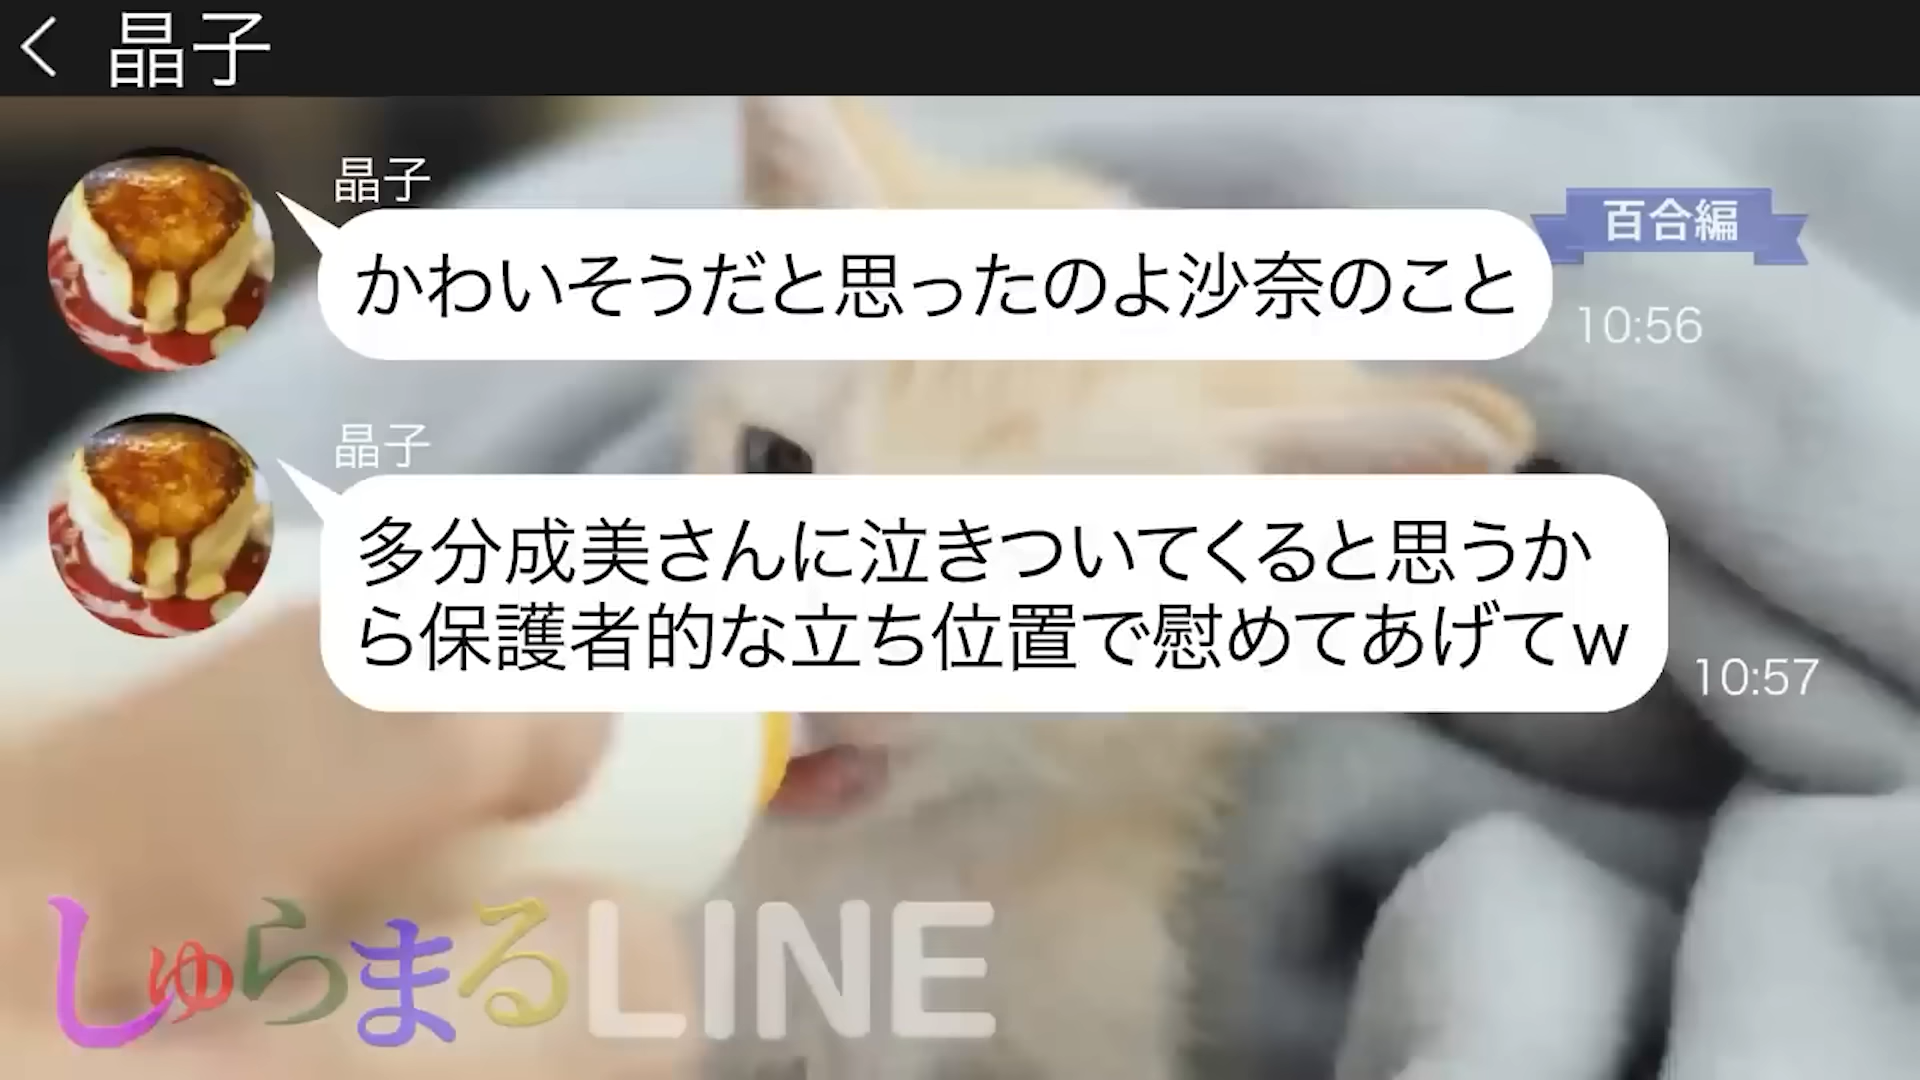 晶子
晶子
かわいそうだと思ったのよ沙奈のこと
百合編
10:56
晶子
多分成美さんに泣きついてくると思うか
ら保護者的な立ち位置で慰めてあげてw
10:57
しゅらまるLINE